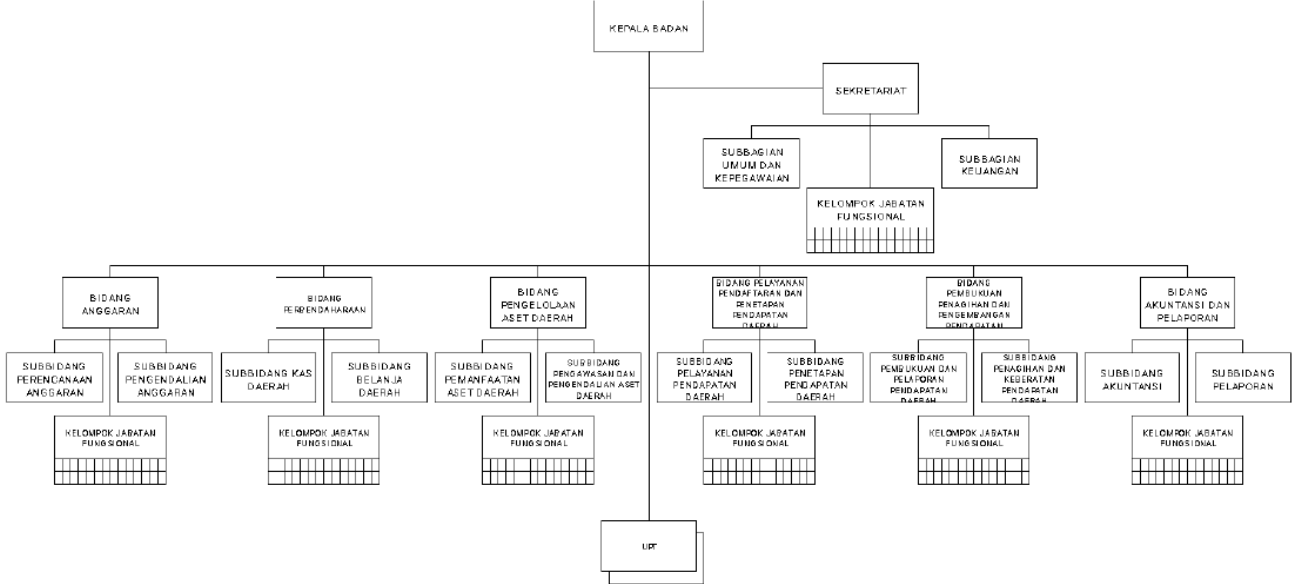 KEPALA BADAN
SEKRETARIAT
SUBBAGIAN
UMUM DAN
KEPEGAWAIAN
SUBBAGIAN
KEUANGAN
KELOMPOK JABATAN
FUNGSIONAL
BIDANG
ANGGARAN
BIDANG
PERBENDAHARAAN
BIDANG
PENGELOLAAN
ASET DAERAH
BIDANG PELAYANAN
PENDAFTARAN DAN
PENETAPAN
PENDAPATAN
DAERAH
BIDANG
PEMBUKUAN
PENAGIHAN DAN
PENGEMBANGAN
PENDAPATAN
BIDANG
AKUNTANSI DAN
PELAPORAN
SUBBIDANG
PERENCANAAN
ANGGARAN
SUBBIDANG
PENGENDALIAN
ANGGARAN
SUBBIDANG KAS
DAERAH
SUBBIDANG
BELANJA
DAERAH
SUBBIDANG
PEMANFAATAN
ASET DAERAH
SUBBIDANG
PENGAWASAN DAN
PENGENDALIAN ASET
DAERAH
SUBBIDANG
PELAYANAN
PENDAPATAN
DAERAH
SUBBIDANG
PENETAPAN
PENDAPATAN
DAERAH
SUBBIDANG
PEMBUKUAN DAN
PELAPORAN
PENDAPATAN
DAERAH
SUBBIDANG
PENAGIHAN DAN
KEBERATAN
PENDAPATAN
DAERAH
SUBBIDANG
AKUNTANSI
SUBBIDANG
PELAPORAN
KELOMPOK JABATAN
FUNGSIONAL
KELOMPOK JABATAN
FUNGSIONAL
KELOMPOK JABATAN
FUNGSIONAL
KELOMPOK JABATAN
FUNGSIONAL
KELOMPOK JABATAN
FUNGSIONAL
KELOMPOK JABATAN
FUNGSIONAL
UPT